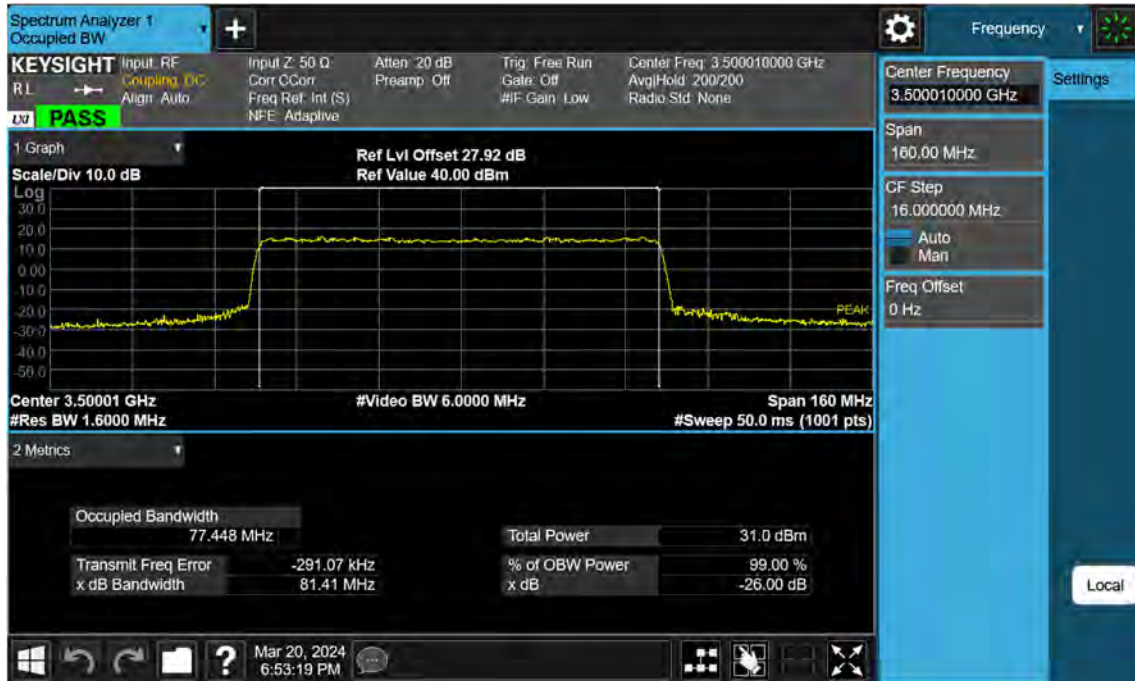 Spectrum Analyzer 1
Occupied BW
+
Frequency
KEYSIGHT
RL
LXI PASS
Input: RF
Coupling: DC
Align: Auto
Input Z: 50 Ω
Corr CCorr
Freq Ref: Int (S)
NFE: Adaptive
Atten: 20 dB
Preamp: Off
Trig: Free Run
Gate: Off
#IF Gain: Low
Center Freq: 3.500010000 GHz
Avg|Hold: 200/200
Radio Std: None
Center Frequency
3.500010000 GHz
Settings
Span
160.00 MHz
CF Step
16.000000 MHz
Auto
Man
Freq Offset
0 Hz
Local
1 Graph
Scale/Div 10.0 dB
Ref Lvl Offset 27.92 dB
Ref Value 40.00 dBm
Log
30.0
20.0
10.0
0.00
-10.0
-20.0
-30.0
-40.0
-50.0
PEAK
Center 3.50001 GHz
#Video BW 6.0000 MHz
Span 160 MHz
#Res BW 1.6000 MHz
#Sweep 50.0 ms (1001 pts)
2 Metrics
Occupied Bandwidth
77.448 MHz
Total Power 31.0 dBm
Transmit Freq Error -291.07 kHz
% of OBW Power 99.00 %
x dB Bandwidth 81.41 MHz
x dB -26.00 dB
?
Mar 20, 2024
6:53:19 PM